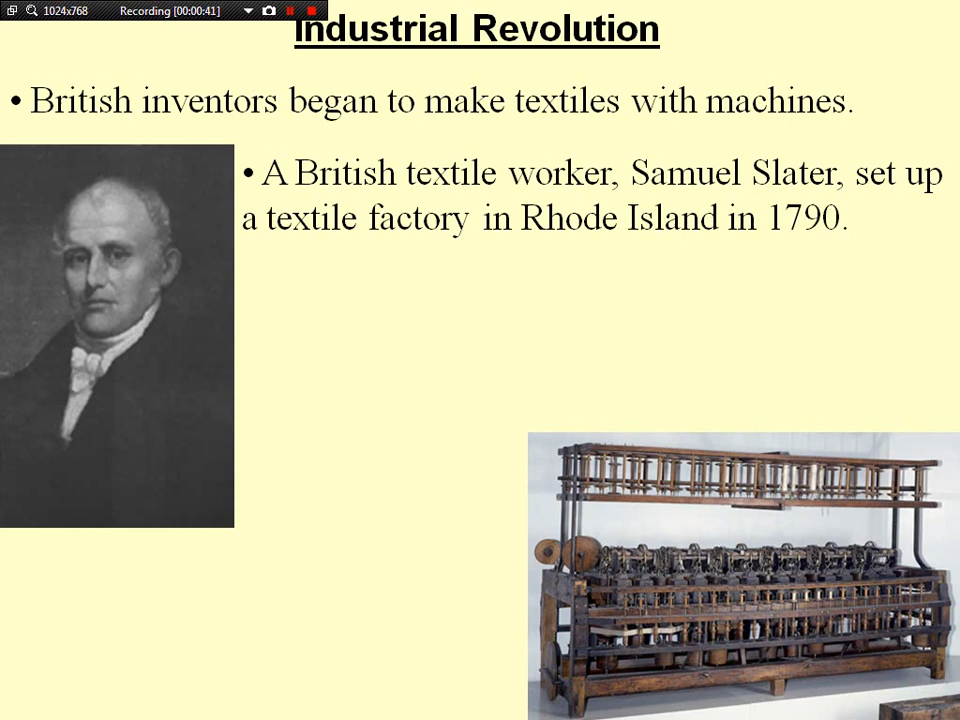 1024x768 Recording [00:00:41]
Industrial Revolution
• British inventors began to make textiles with machines.
• A British textile worker, Samuel Slater, set up
a textile factory in Rhode Island in 1790.